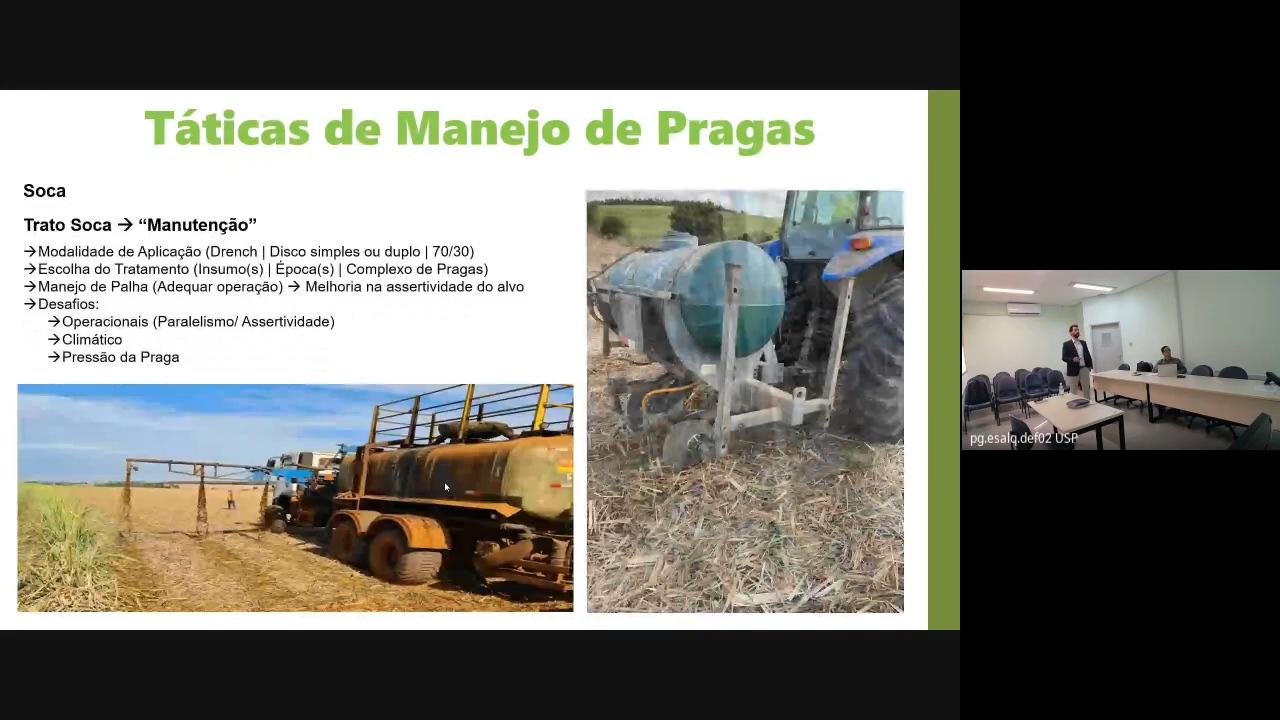 Táticas de Manejo de Pragas
Soca
Trato Soca → “Manutenção”
→Modalidade de Aplicação (Drench | Disco simples ou duplo | 70/30)
→Escolha do Tratamento (Insumo(s) | Época(s) | Complexo de Pragas)
→Manejo de Palha (Adequar operação) → Melhoria na assertividade do alvo
→Desafios:
→Operacionais (Paralelismo/ Assertividade)
→Climático
→Pressão da Praga
pg.esalq.def02 USP